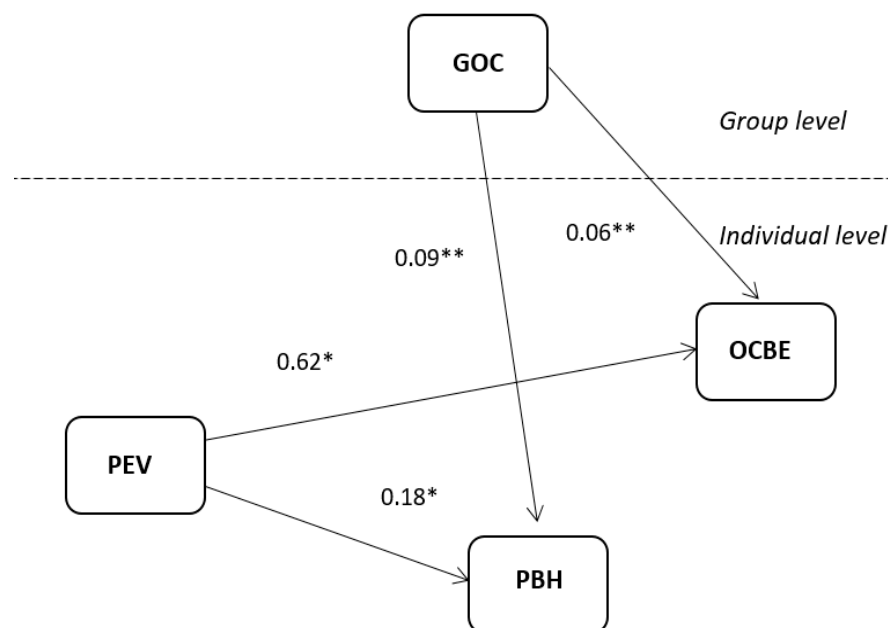 GOC
Group level
0.09**
0.06**
Individual level
OCBE
0.62*
PEV
0.18*
PBH